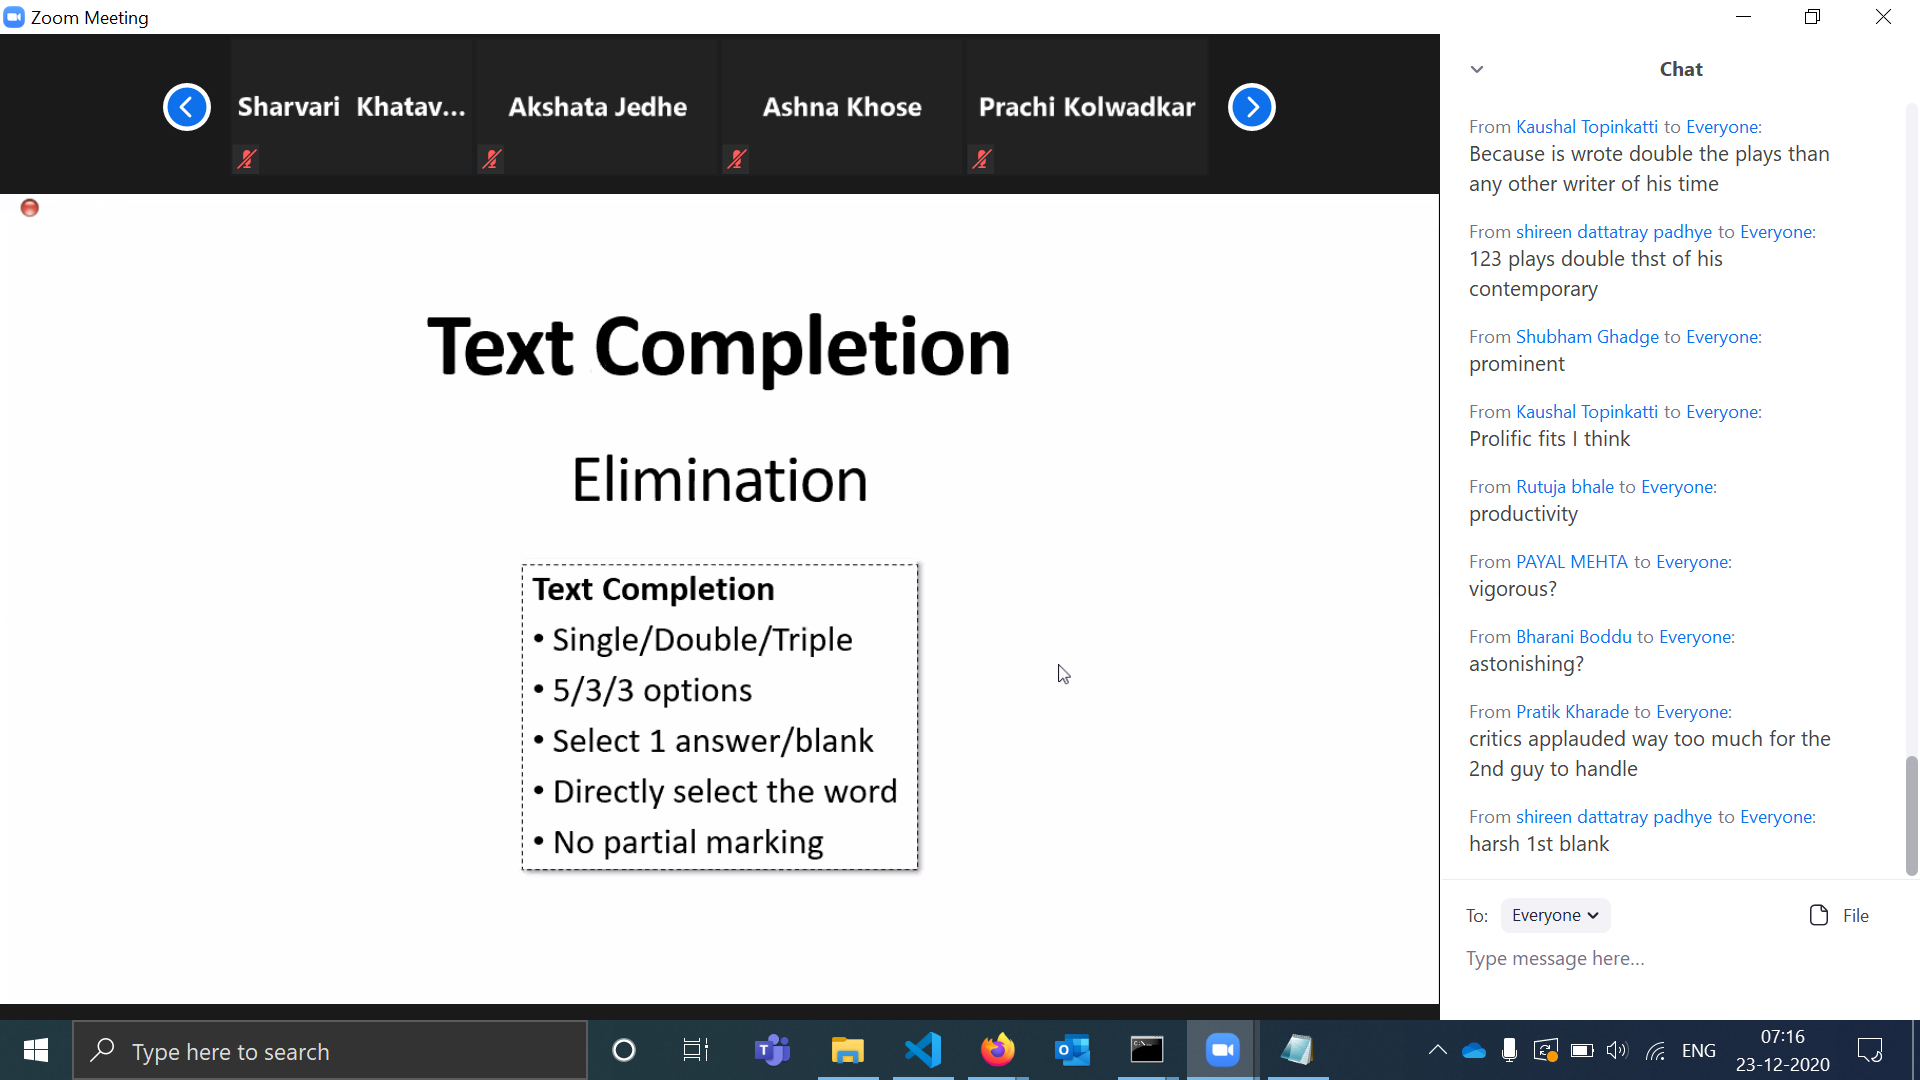 Zoom Meeting
Sharvari Khatav...
Akshata Jedhe
Ashna Khose
Prachi Kolwadkar
Text Completion
Elimination
Text Completion
• Single/Double/Triple
• 5/3/3 options
• Select 1 answer/blank
• Directly select the word
• No partial marking
Chat
From Kaushal Topinkatti to Everyone:
Because is wrote double the plays than
any other writer of his time
From shireen dattatray padhye to Everyone:
123 plays double thst of his
contemporary
From Shubham Ghadge to Everyone:
prominent
From Kaushal Topinkatti to Everyone:
Prolific fits I think
From Rutuja bhale to Everyone:
productivity
From PAYAL MEHTA to Everyone:
vigorous?
From Bharani Boddu to Everyone:
astonishing?
From Pratik Kharade to Everyone:
critics applauded way too much for the
2nd guy to handle
From shireen dattatray padhye to Everyone:
harsh 1st blank
To: Everyone
File
Type message here...
Type here to search
ENG
07:16
23-12-2020